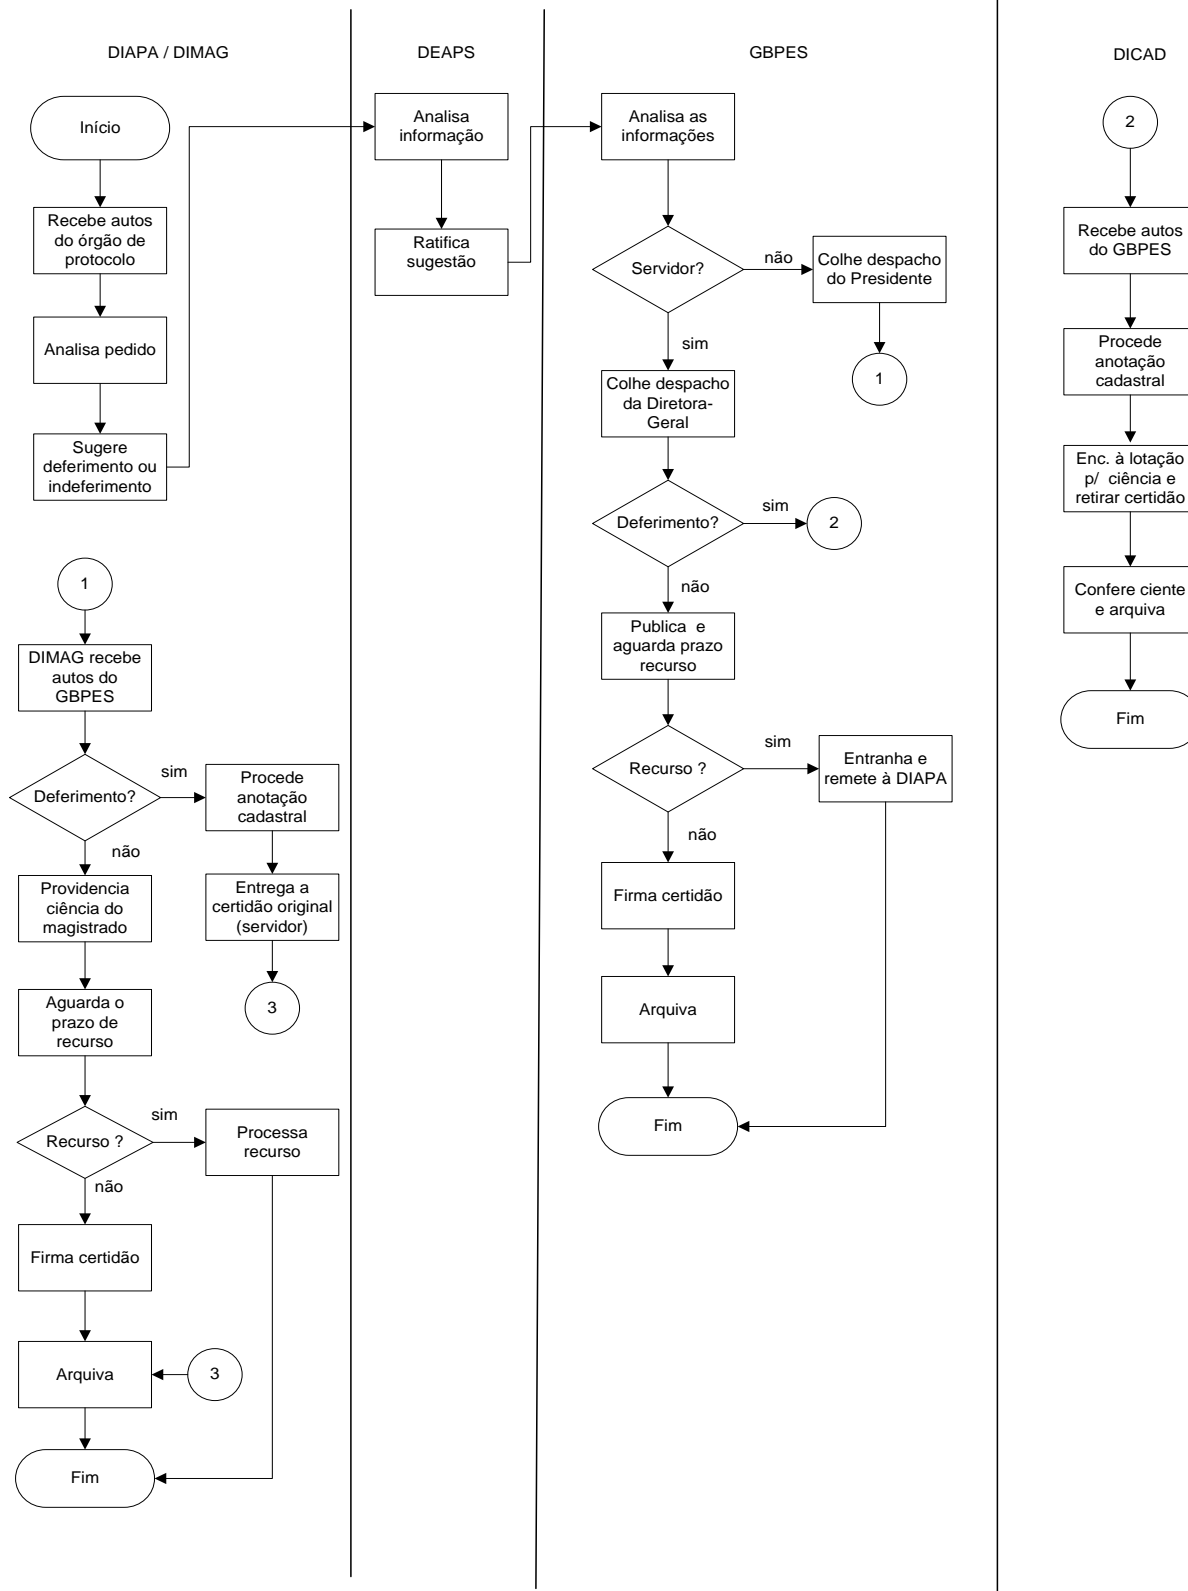 DIAPA / DIMAG
DEAPS
GBPES
DICAD
Início
Recebe autos
do órgão de
protocolo
Analisa pedido
Sugere
deferimento ou
indeferimento
1
DIMAG recebe
autos do
GBPES
Deferimento?
sim
Procede
anotação
cadastral
não
Entrega a
certidão original
(servidor)
3
Providencia
ciência do
magistrado
Aguarda o
prazo de
recurso
Recurso ?
sim
Processa
recurso
não
Firma certidão
Arquiva
3
Fim
Analisa
informação
Ratifica
sugestão
Analisa as
informações
Servidor?
não
Colhe despacho
do Presidente
1
sim
Colhe despacho
da Diretora-
Geral
Deferimento?
sim
2
não
Publica e
aguarda prazo
recurso
Recurso ?
sim
Entranha e
remete à DIAPA
não
Firma certidão
Arquiva
Fim
2
Recebe autos
do GBPES
Procede
anotação
cadastral
Enc. à lotação
p/ ciência e
retirar certidão
Confere ciente
e arquiva
Fim